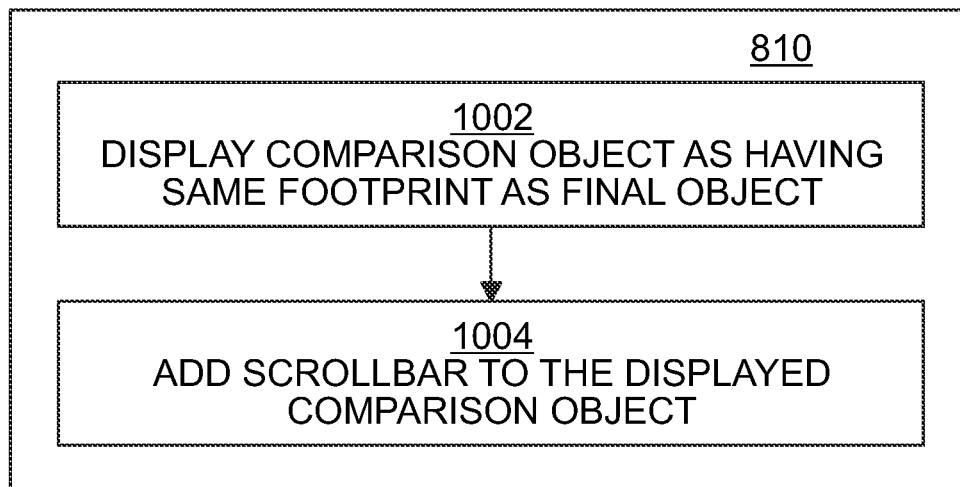 810
1002
DISPLAY COMPARISON OBJECT AS HAVING
SAME FOOTPRINT AS FINAL OBJECT
1004
ADD SCROLLBAR TO THE DISPLAYED
COMPARISON OBJECT